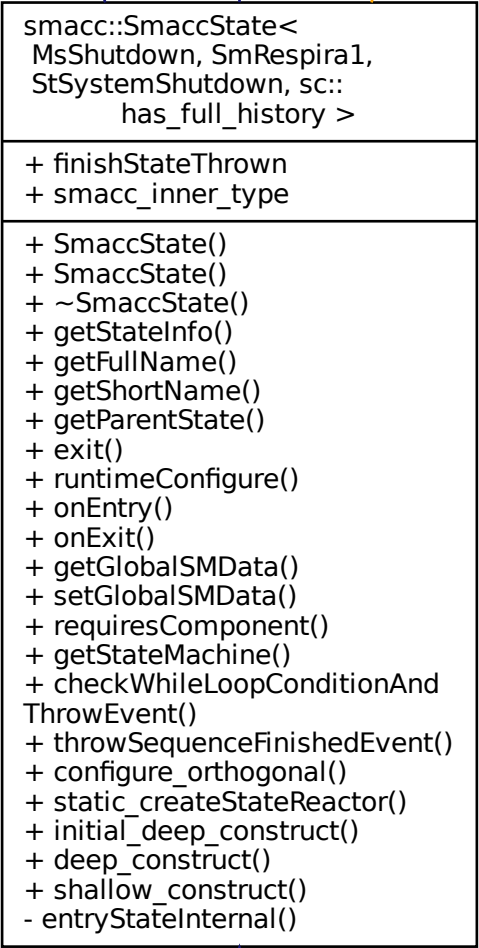 smacc::SmaccState<
MsShutdown, SmRespira1,
StSystemShutdown, sc::
has_full_history >
+ finishStateThrown
+ smacc_inner_type
+ SmaccState()
+ SmaccState()
+ ~SmaccState()
+ getStateInfo()
+ getFullName()
+ getShortName()
+ getParentState()
+ exit()
+ runtimeConfigure()
+ onEntry()
+ onExit()
+ getGlobalSMData()
+ setGlobalSMData()
+ requiresComponent()
+ getStateMachine()
+ checkWhileLoopConditionAnd
ThrowEvent()
+ throwSequenceFinishedEvent()
+ configure_orthogonal()
+ static_createStateReactor()
+ initial_deep_construct()
+ deep_construct()
+ shallow_construct()
- entryStateInternal()